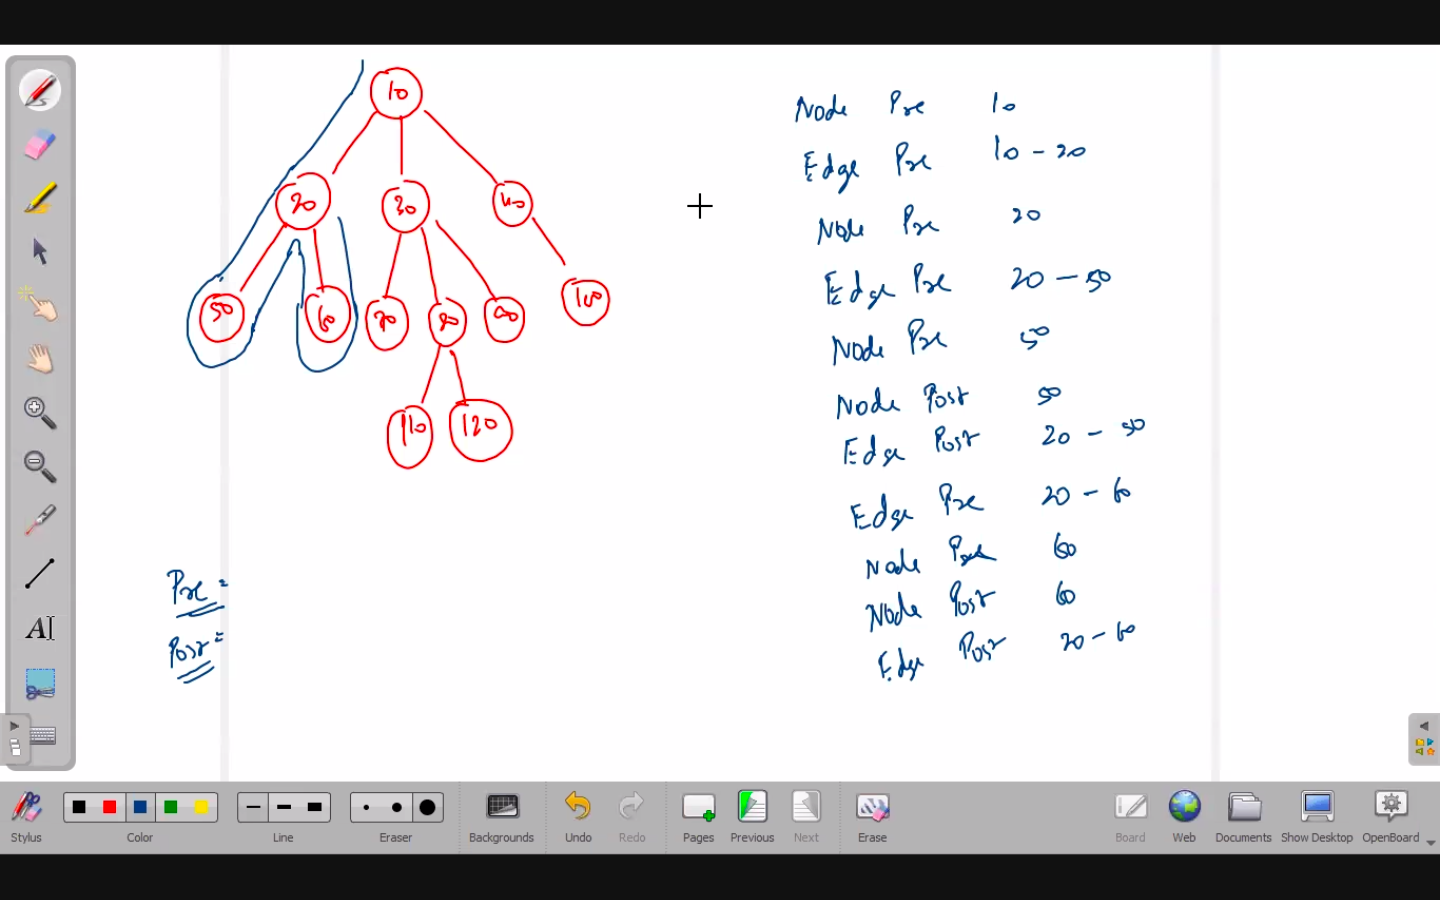 10
20 30 40
50 60 70 80 90 100
110 120
Pre =
Post =
Node Pre 10
Edge Pre 10 - 20
Node Pre 20
Edge Pre 20 - 50
Node Pre 50
Node Post 50
Edge Post 20 - 50
Edge Pre 20 - 60
Node Pre 60
Node Post 60
Edge Post 20 - 60
Stylus Color Line Eraser Backgrounds Undo Redo Pages Previous Next Erase Board Web Documents Show Desktop OpenBoard